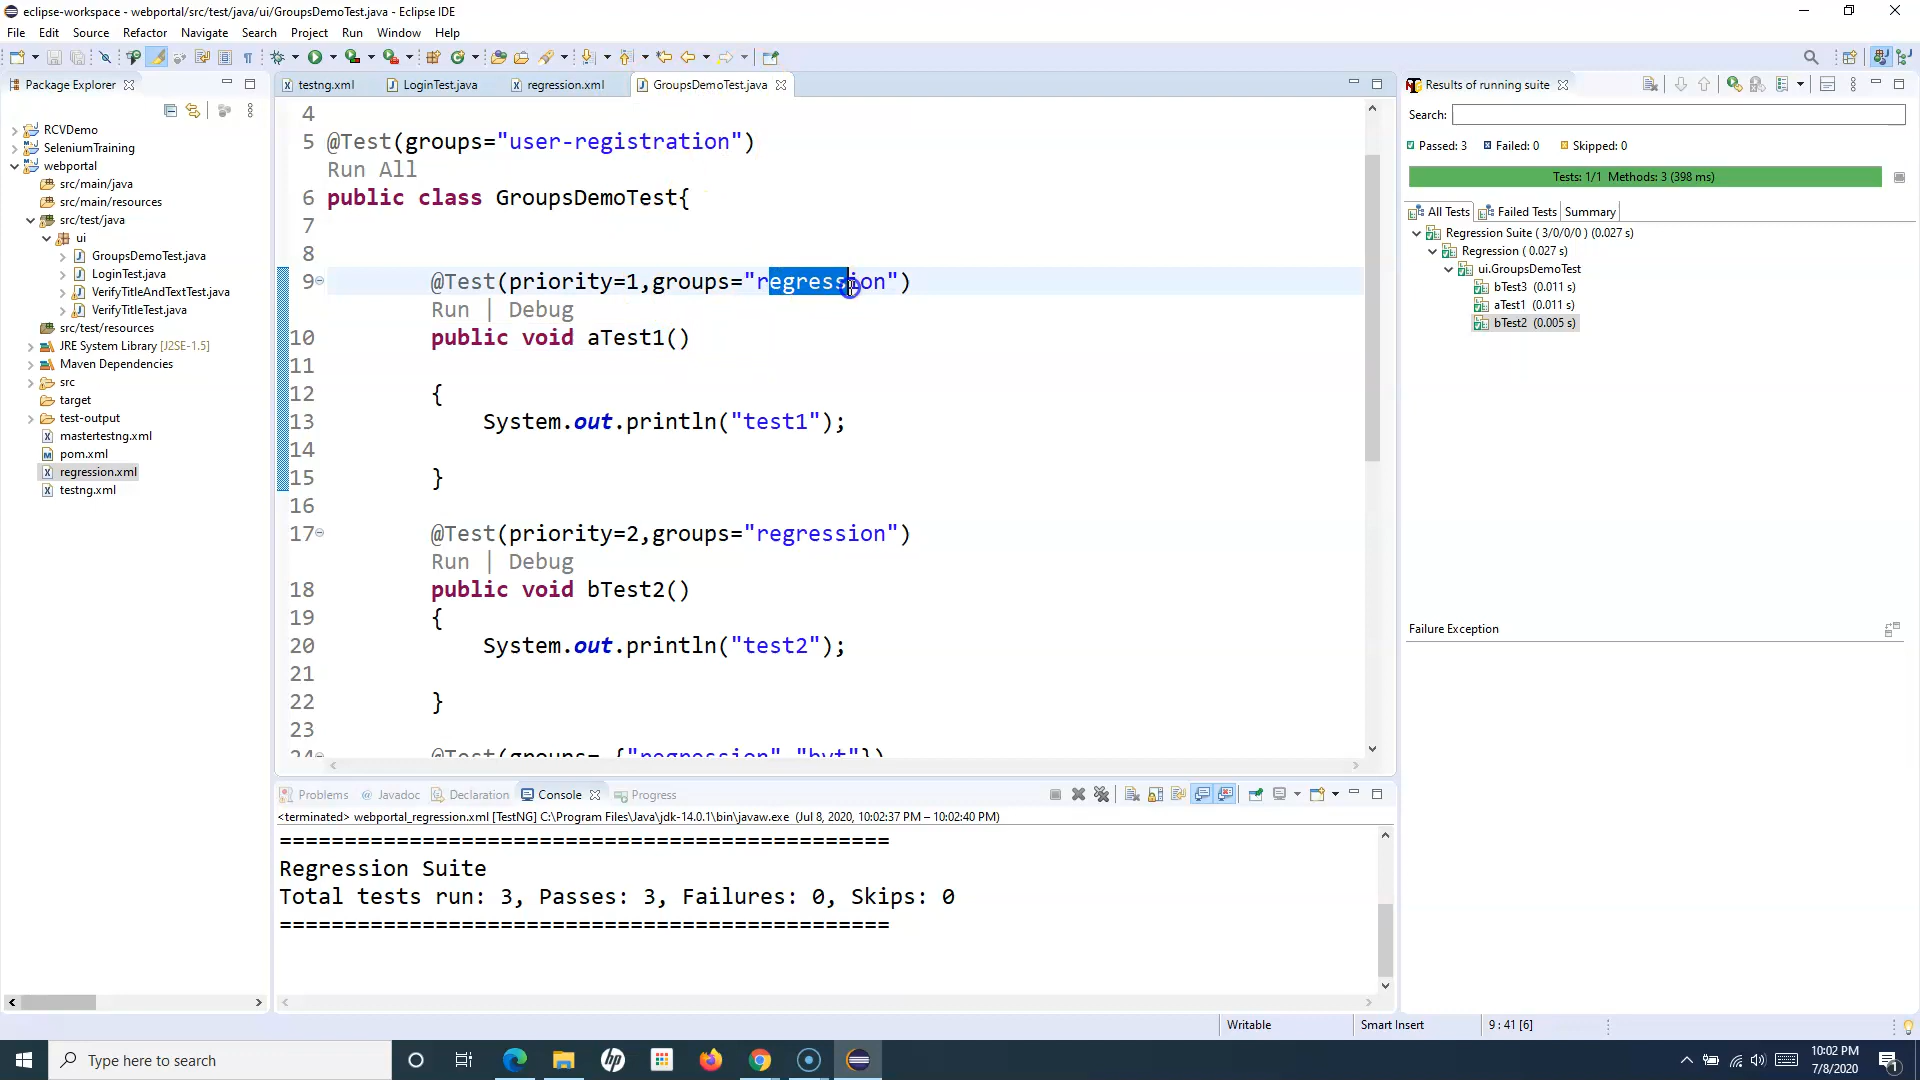 eclipse-workspace - webportal/src/test/java/ui/GroupsDemoTest.java - Eclipse IDE
File Edit Source Refactor Navigate Search Project Run Window Help
Package Explorer
RCVDemo
SeleniumTraining
webportal
src/main/java
src/main/resources
src/test/java
ui
GroupsDemoTest.java
LoginTest.java
VerifyTitleAndTextTest.java
VerifyTitleTest.java
src/test/resources
JRE System Library [J2SE-1.5]
Maven Dependencies
src
target
test-output
mastertestng.xml
pom.xml
regression.xml
testng.xml
testng.xml LoginTest.java regression.xml GroupsDemoTest.java
4
5 @Test(groups="user-registration")
Run All
6 public class GroupsDemoTest{
7
8
9 @Test(priority=1,groups="regression")
Run | Debug
10 public void aTest1()
11
12 {
13 System.out.println("test1");
14
15 }
16
17 @Test(priority=2,groups="regression")
Run | Debug
18 public void bTest2()
19 {
20 System.out.println("test2");
21
22 }
23
24 @Test(groups= {"regression","bvt"})
Problems Javadoc Declaration Console Progress
<terminated> webportal_regression.xml [TestNG] C:\Program Files\Java\jdk-14.0.1\bin\javaw.exe (Jul 8, 2020, 10:02:37 PM – 10:02:40 PM)
===============================================
Regression Suite
Total tests run: 3, Passes: 3, Failures: 0, Skips: 0
===============================================
Results of running suite
Search:
Passed: 3 Failed: 0 Skipped: 0
Tests: 1/1 Methods: 3 (398 ms)
All Tests Failed Tests Summary
Regression Suite ( 3/0/0/0 ) (0.027 s)
Regression ( 0.027 s)
ui.GroupsDemoTest
bTest3 (0.011 s)
aTest1 (0.011 s)
bTest2 (0.005 s)
Failure Exception
Writable Smart Insert 9 : 41 [6]
Type here to search
hp
10:02 PM
7/8/2020
1